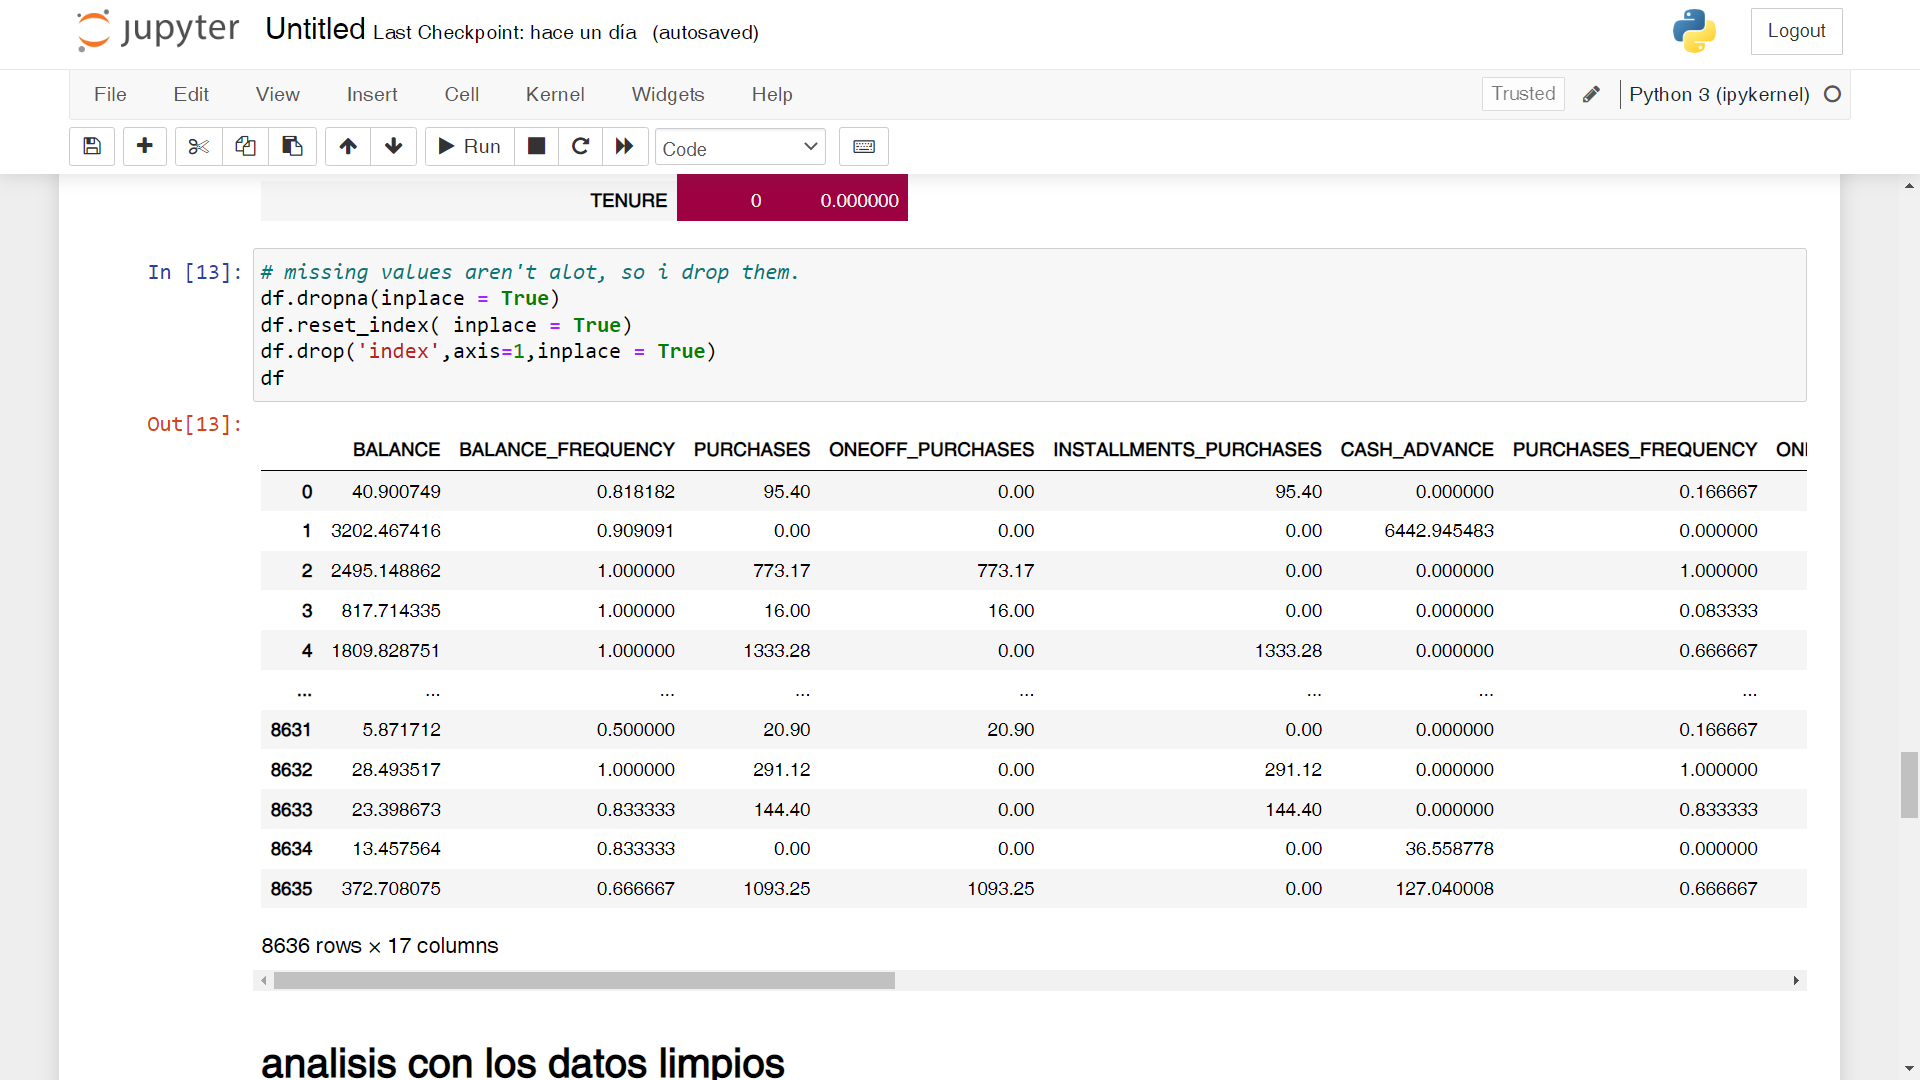 jupyter Untitled Last Checkpoint: hace un día (autosaved) Logout
File Edit View Insert Cell Kernel Widgets Help Trusted Python 3 (ipykernel)
Run Code
TENURE 0 0.000000
In [13]: # missing values aren't alot, so i drop them.
df.dropna(inplace = True)
df.reset_index( inplace = True)
df.drop('index',axis=1,inplace = True)
df
Out[13]:
BALANCE BALANCE_FREQUENCY PURCHASES ONEOFF_PURCHASES INSTALLMENTS_PURCHASES CASH_ADVANCE PURCHASES_FREQUENCY ONI
0 40.900749 0.818182 95.40 0.00 95.40 0.000000 0.166667
1 3202.467416 0.909091 0.00 0.00 0.00 6442.945483 0.000000
2 2495.148862 1.000000 773.17 773.17 0.00 0.000000 1.000000
3 817.714335 1.000000 16.00 16.00 0.00 0.000000 0.083333
4 1809.828751 1.000000 1333.28 0.00 1333.28 0.000000 0.666667
... ... ... ... ... ... ... ...
8631 5.871712 0.500000 20.90 20.90 0.00 0.000000 0.166667
8632 28.493517 1.000000 291.12 0.00 291.12 0.000000 1.000000
8633 23.398673 0.833333 144.40 0.00 144.40 0.000000 0.833333
8634 13.457564 0.833333 0.00 0.00 0.00 36.558778 0.000000
8635 372.708075 0.666667 1093.25 1093.25 0.00 127.040008 0.666667
8636 rows × 17 columns
analisis con los datos limpios